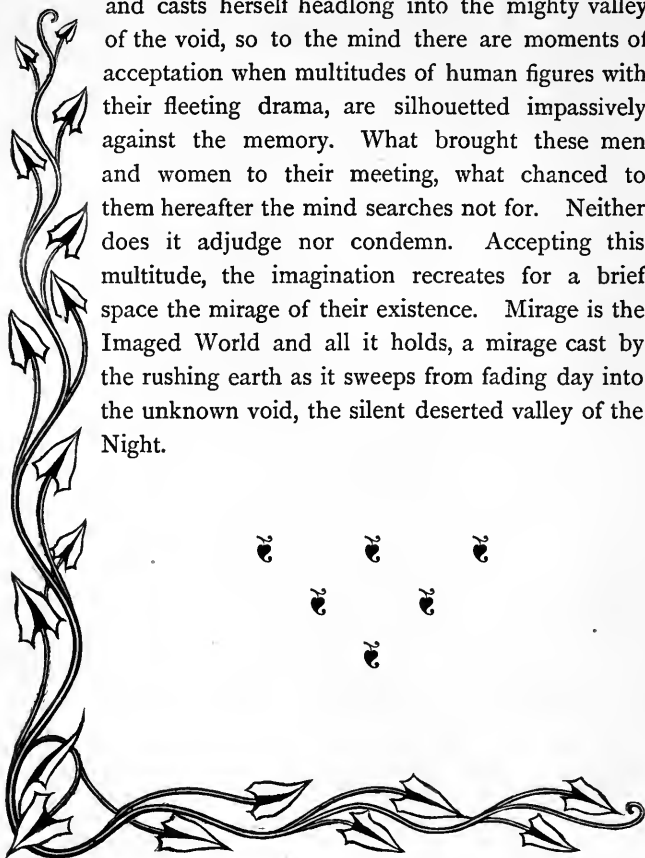 and casts herself headlong into the mighty valley
of the void, so to the mind there are moments of
acceptation when multitudes of human figures with
their fleeting drama, are silhouetted impassively
against the memory. What brought these men
and women to their meeting, what chanced to
them hereafter the mind searches not for. Neither
does it adjudge nor condemn. Accepting this
multitude, the imagination recreates for a brief
space the mirage of their existence. Mirage is the
Imaged World and all it holds, a mirage cast by
the rushing earth as it sweeps from fading day into
the unknown void, the silent deserted valley of the
Night.